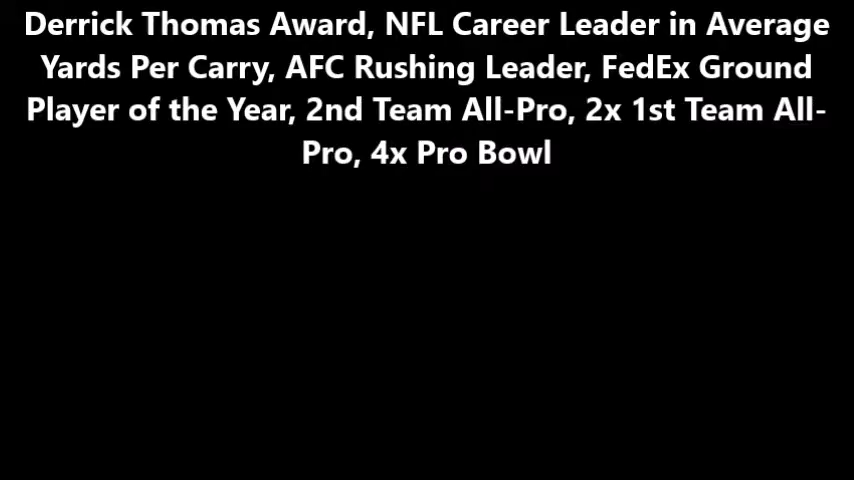 Derrick Thomas Award, NFL Career Leader in Average
Yards Per Carry, AFC Rushing Leader, FedEx Ground
Player of the Year, 2nd Team All-Pro, 2x 1st Team All-
Pro, 4x Pro Bowl